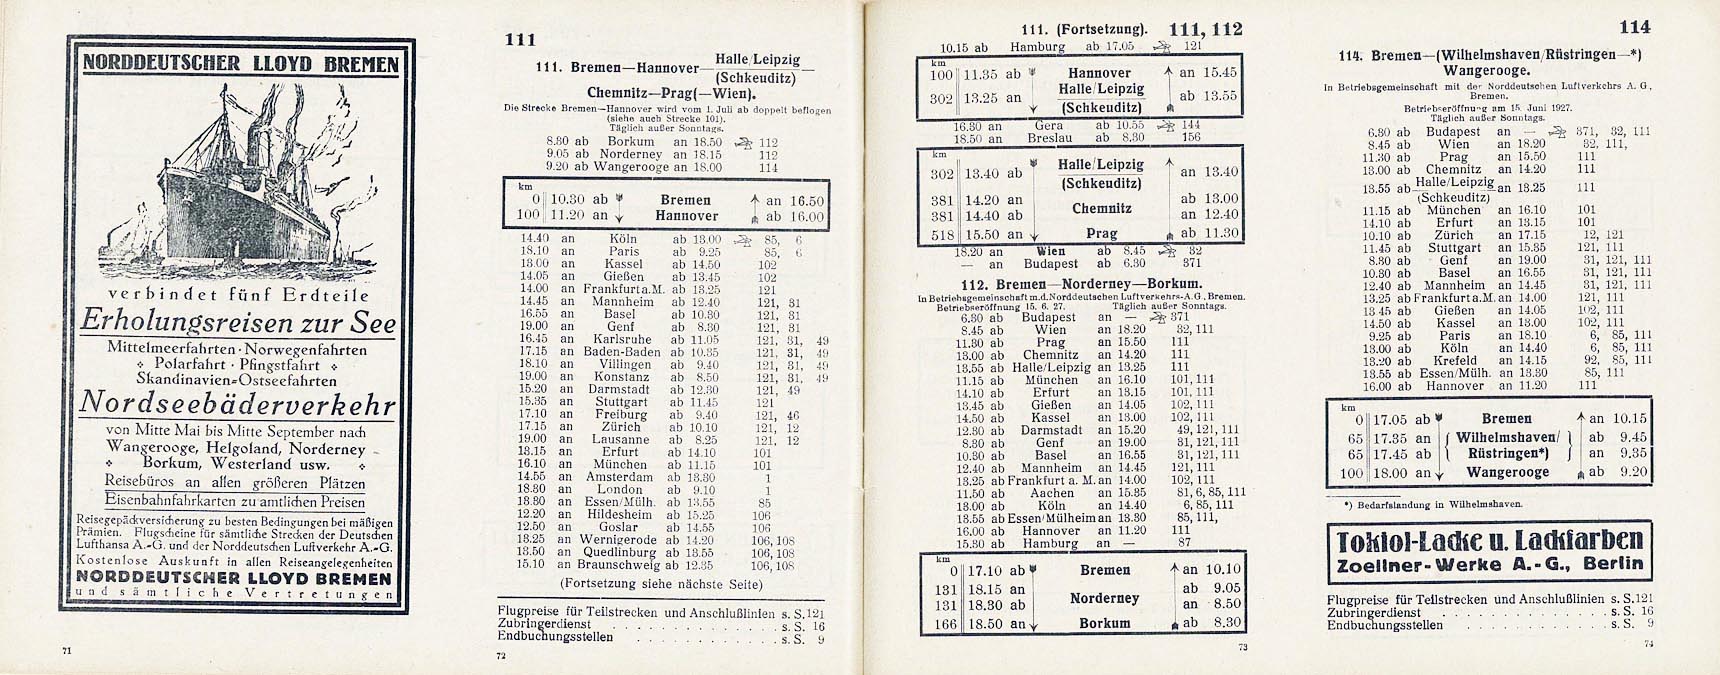 NORDDEUTSCHER LLOYD BREMEN
verbindet fünf Erdteile
Erholungsreisen zur See
Mittelmeerfahrten · Norwegenfahrten
Polarfahrt · Pfingstfahrt
Skandinavien=Ostseefahrten
Nordseebäderverkehr
von Mitte Mai bis Mitte September nach
Wangerooge, Helgoland, Norderney
Borkum, Westerland usw.
Reisebüros an allen größeren Plätzen
Eisenbahnfahrkarten zu amtlichen Preisen
Reisegepäckversicherung zu besten Bedingungen bei mäßigen
Prämien. Flugscheine für sämtliche Strecken der Deutschen
Lufthansa A.-G. und der Norddeutschen Luftverkehr A.-G.
Kostenlose Auskunft in allen Reiseangelegenheiten
NORDDEUTSCHER LLOYD BREMEN
und sämtliche Vertretungen
71
111
111. Bremen—Hannover—Halle/Leipzig (Schkeuditz)—
Chemnitz—Prag(—Wien).
Die Strecke Bremen—Hannover wird vom 1. Juli ab doppelt beflogen
(siehe auch Strecke 101).
Täglich außer Sonntags.
8.30 ab Borkum an 18.50 112
9.05 ab Norderney an 18.15 112
9.20 ab Wangerooge an 18.00 114
km
0 10.30 ab Bremen an 16.50
100 11.20 an Hannover ab 16.00
14.40 an Köln ab 13.00 85, 6
18.10 an Paris ab 9.25 85, 6
13.00 an Kassel ab 14.50 102
14.05 an Gießen ab 13.45 102
14.00 an Frankfurt a.M. ab 13.25 121
14.45 an Mannheim ab 12.40 121, 31
16.55 an Basel ab 10.30 121, 31
19.00 an Genf ab 8.30 121, 31
16.45 an Karlsruhe ab 11.05 121, 31, 49
17.15 an Baden-Baden ab 10.35 121, 31, 49
18.10 an Villingen ab 9.40 121, 31, 49
19.00 an Konstanz ab 8.50 121, 31, 49
15.20 an Darmstadt ab 12.30 121, 49
15.35 an Stuttgart ab 11.45 121
17.10 an Freiburg ab 9.40 121, 46
17.15 an Zürich ab 10.10 121, 12
19.00 an Lausanne ab 8.25 121, 12
13.15 an Erfurt ab 14.10 101
16.10 an München ab 11.15 101
14.55 an Amsterdam ab 13.30 1
18.30 an London ab 9.10 1
13.30 an Essen/Mülh. ab 13.55 85
12.20 an Hildesheim ab 15.25 106
12.50 an Goslar ab 14.55 106
13.25 an Wernigerode ab 14.20 106, 108
13.50 an Quedlinburg ab 13.55 106, 108
15.10 an Braunschweig ab 12.35 106, 108
(Fortsetzung siehe nächste Seite)
Flugpreise für Teilstrecken und Anschlußlinien s. S. 121
Zubringerdienst . . . . . . . . . . . . . s. S. 16
Endbuchungsstellen . . . . . . . . . . . s. S. 9
72
111. (Fortsetzung). 111, 112
10.15 ab Hamburg ab 17.05 121
km
100 11.35 ab Hannover an 15.45
302 13.25 an Halle/Leipzig (Schkeuditz) ab 13.55
16.30 an Gera ab 10.55 144
18.50 an Breslau ab 8.30 156
km
302 13.40 ab Halle/Leipzig (Schkeuditz) an 13.40
381 14.20 an Chemnitz ab 13.00
381 14.40 ab an 12.40
518 15.50 an Prag ab 11.30
18.20 an Wien ab 8.45 32
— an Budapest ab 6.30 371
112. Bremen—Norderney—Borkum.
In Betriebsgemeinschaft m.d. Norddeutschen Luftverkehrs-A.G., Bremen.
Betriebseröffnung 15. 6. 27. Täglich außer Sonntags.
6.30 ab Budapest an — 371
8.45 ab Wien an 18.20 32, 111
11.30 ab Prag an 15.50 111
13.00 ab Chemnitz an 14.20 111
13.55 ab Halle/Leipzig an 13.25 111
11.15 ab München an 16.10 101, 111
14.10 ab Erfurt an 13.15 101, 111
13.45 ab Gießen an 14.05 102, 111
14.50 ab Kassel an 13.00 102, 111
12.30 ab Darmstadt an 15.20 49, 121, 111
8.30 ab Genf an 19.00 31, 121, 111
10.30 ab Basel an 16.55 31, 121, 111
12.40 ab Mannheim an 14.45 121, 111
13.25 ab Frankfurt a. M. an 14.00 102, 111
11.50 ab Aachen an 15.35 81, 6, 85, 111
13.00 ab Köln an 14.40 6, 85, 111
13.55 ab Essen/Mülheim an 13.30 85, 111,
16.00 ab Hannover an 11.20 111
15.30 ab Hamburg an — 87
km
0 17.10 ab Bremen an 10.10
131 18.15 an Norderney ab 9.05
131 18.30 ab an 8.50
166 18.50 an Borkum ab 8.30
73
114
114. Bremen—(Wilhelmshaven/Rüstringen—*)
Wangerooge.
In Betriebsgemeinschaft mit der Norddeutschen Luftverkehrs A. G.,
Bremen.
Betriebseröffnung am 15. Juni 1927.
Täglich außer Sonntags.
6.30 ab Budapest an — 371, 32, 111
8.45 ab Wien an 18.20 32, 111,
11.30 ab Prag an 15.50 111
13.00 ab Chemnitz an 14.20 111
13.55 ab Halle/Leipzig (Schkeuditz) an 13.25 111
11.15 ab München an 16.10 101
14.10 ab Erfurt an 13.15 101
10.10 ab Zürich an 17.15 12, 121
11.45 ab Stuttgart an 15.35 121, 111
8.30 ab Genf an 19.00 31, 121, 111
10.30 ab Basel an 16.55 31, 121, 111
12.40 ab Mannheim an 14.45 31, 121, 111
13.25 ab Frankfurt a.M. an 14.00 121, 111
13.45 ab Gießen an 14.05 102, 111
14.50 ab Kassel an 13.00 102, 111
9.25 ab Paris an 18.10 6, 85, 111
13.00 ab Köln an 14.40 6, 85, 111
13.20 ab Krefeld an 14.15 92, 85, 111
13.55 ab Essen/Mülh. an 13.30 85, 111
16.00 ab Hannover an 11.20 111
km
0 17.05 ab Bremen an 10.15
65 17.35 an Wilhelmshaven/ ab 9.45
65 17.45 ab Rüstringen*) an 9.35
100 18.00 an Wangerooge ab 9.20
*) Bedarfslandung in Wilhelmshaven.
Toklol-Lacke u. Lackfarben
Zoellner-Werke A.-G., Berlin
Flugpreise für Teilstrecken und Anschlußlinien s. S. 121
Zubringerdienst . . . . . . . . . . . . . s. S. 16
Endbuchungsstellen . . . . . . . . . . . s. S. 9
74